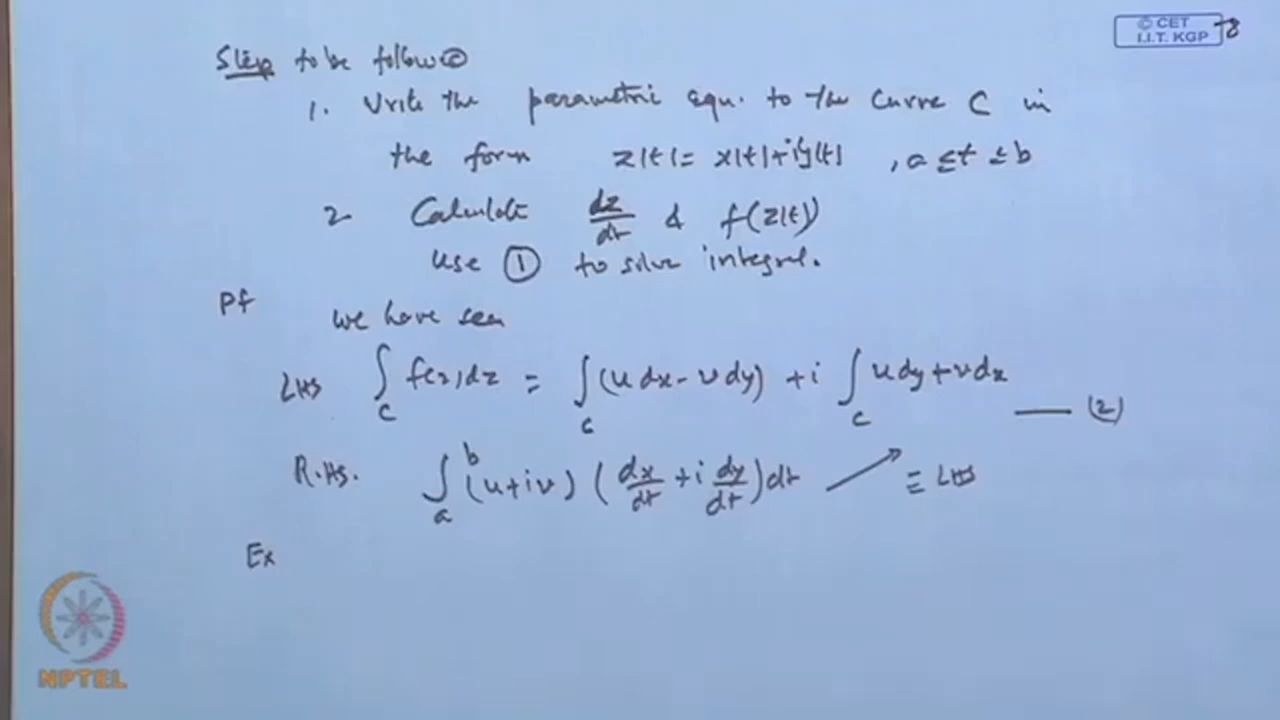 © CET
I.I.T. KGP
8
Step to be followed
1. Write the parametric equ. to the curve C in
the form z(t) = x(t)+iy(t) , a ≤ t ≤ b
2 Calculate dz/dt & f(z(t))
use ① to solve integral.
Pf
we have seen
LHS ∫_C f(z)dz = ∫_C (u dx - v dy) + i ∫_C u dy + v dx —— (2)
R.HS. ∫_a^b (u+iv) (dx/dt + i dy/dt) dt ↗ = LHS
Ex
NPTEL